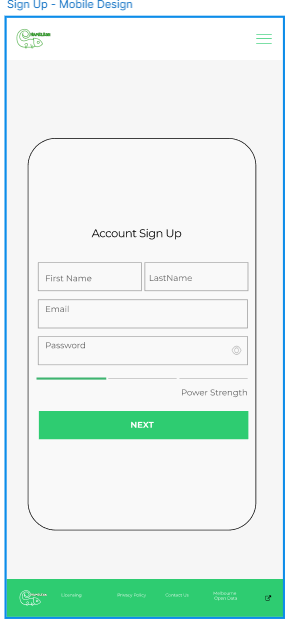 Sign Up - Mobile Design
CHAMELEAN
Account Sign Up
First Name
LastName
Email
Password
Power Strength
NEXT
Licensing
Privacy Policy
Contact Us
Melbourne
Open Data